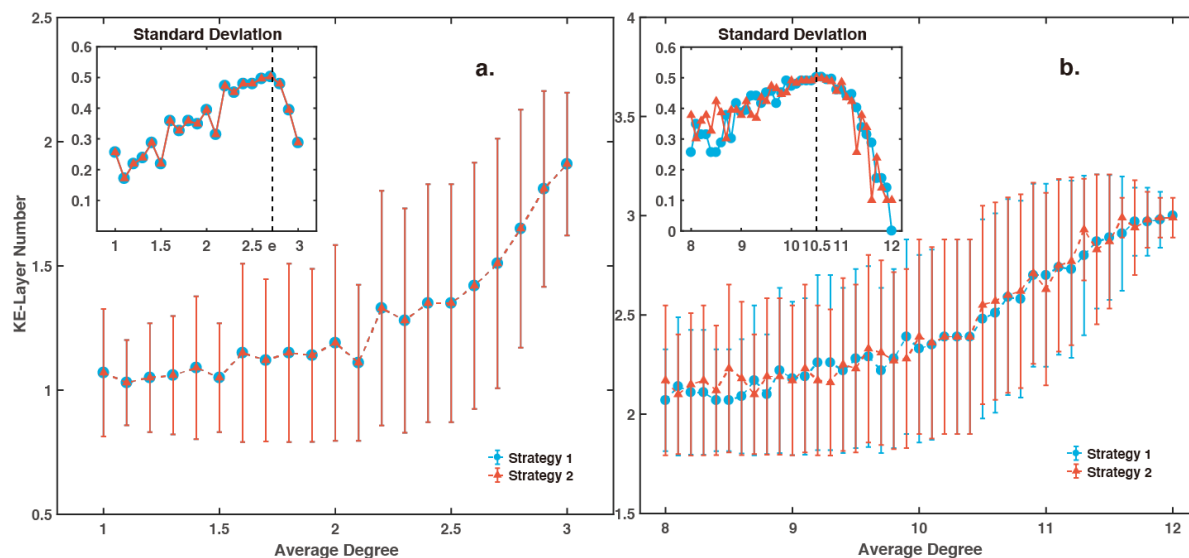 a.
Standard Deviation
0.6
0.5
0.4
0.3
0.2
0.1
1 1.5 2 2.5 e 3
2.5
2
1.5
1
0.5
KE-Layer Number
1 1.5 2 2.5 3
Average Degree
Strategy 1
Strategy 2
b.
Standard Deviation
0.6
0.5
0.4
0.3
0.2
0.1
0
8 9 10 10.5 11 12
4
3.5
3
2.5
2
1.5
8 9 10 11 12
Average Degree
Strategy 1
Strategy 2